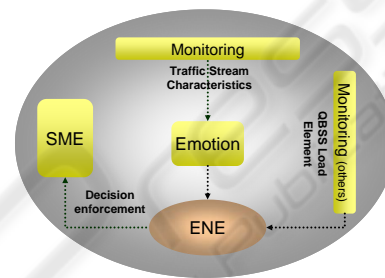 Monitoring
Traffic Stream
Characteristics
SME
Emotion
Monitoring (others)
QBSS Load
Element
Decision
enforcement
ENE